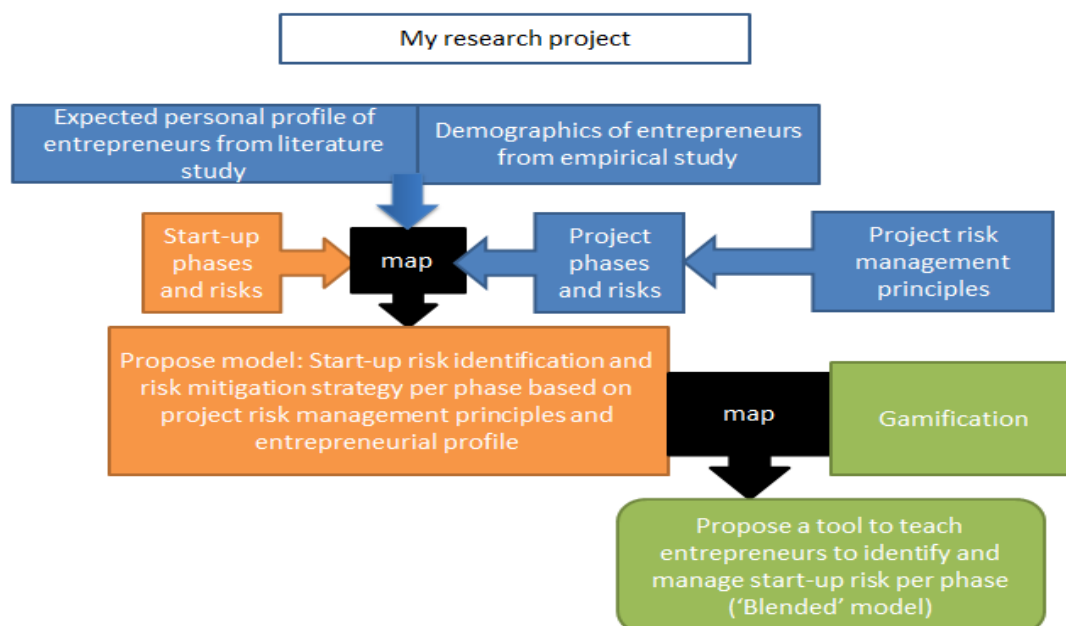 My research project
Expected personal profile of
entrepreneurs from literature
study
Demographics of entrepreneurs
from empirical study
Start-up
phases
and risks
map
Project
phases
and risks
Project risk
management
principles
Propose model: Start-up risk identification and
risk mitigation strategy per phase based on
project risk management principles and
entrepreneurial profile
map
Gamification
Propose a tool to teach
entrepreneurs to identify and
manage start-up risk per phase
(‘Blended’ model)